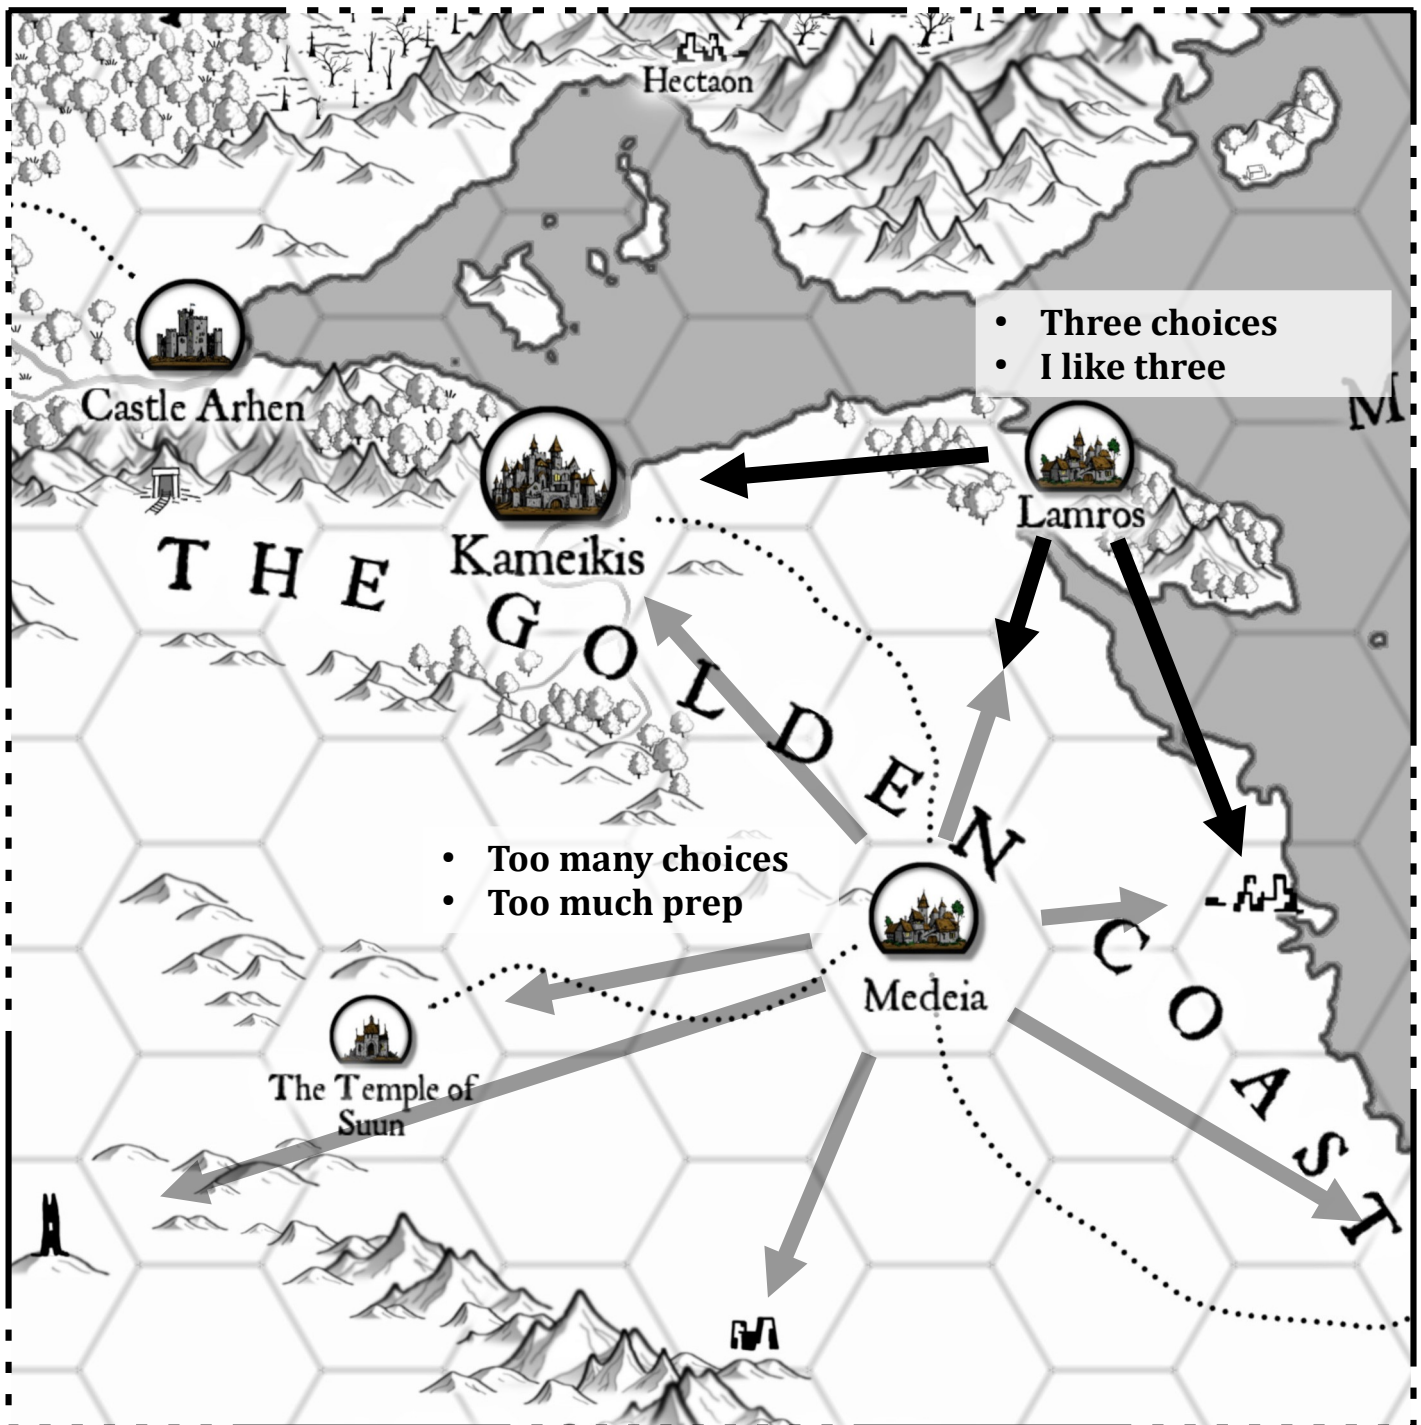 Hectaon
• Three choices
• I like three
M
Castle Arhen
Lamros
Kameikis
THE GOLDEN COAST
• Too many choices
• Too much prep
Medeia
The Temple of
Suun